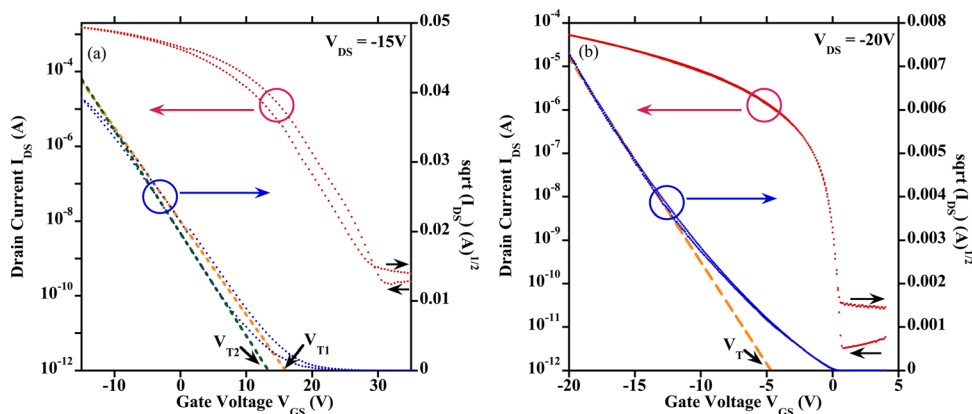 (a)
V_DS = -15V
10^-4
10^-6
10^-8
10^-10
10^-12
Drain Current I_DS (A)
0.05
0.04
0.03
0.02
0.01
0
sqrt (I_DS) (A)^1/2
V_T2
V_T1
-10 0 10 20 30
Gate Voltage V_GS (V)
(b)
V_DS = -20V
10^-4
10^-5
10^-6
10^-7
10^-8
10^-9
10^-10
10^-11
10^-12
Drain Current I_DS (A)
0.008
0.007
0.006
0.005
0.004
0.003
0.002
0.001
0
sqrt (I_DS) (A)^1/2
V_T
-20 -15 -10 -5 0 5
Gate Voltage V_GS (V)